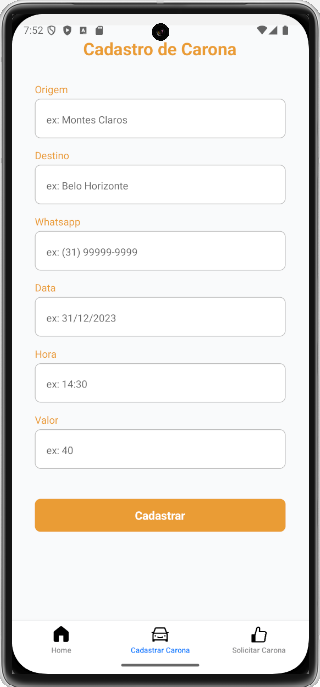 7:52
Cadastro de Carona
Origem
ex: Montes Claros
Destino
ex: Belo Horizonte
Whatsapp
ex: (31) 99999-9999
Data
ex: 31/12/2023
Hora
ex: 14:30
Valor
ex: 40
Cadastrar
Home
Cadastrar Carona
Solicitar Carona